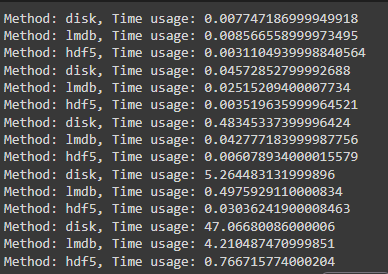 Method: disk, Time usage: 0.007747186999949918
Method: lmdb, Time usage: 0.008566558999973495
Method: hdf5, Time usage: 0.0031104939998840564
Method: disk, Time usage: 0.04572852799992688
Method: lmdb, Time usage: 0.02515209400007734
Method: hdf5, Time usage: 0.003519635999964521
Method: disk, Time usage: 0.48345337399996424
Method: lmdb, Time usage: 0.042777183999987756
Method: hdf5, Time usage: 0.006078934000015579
Method: disk, Time usage: 5.264483131999896
Method: lmdb, Time usage: 0.4975929110000834
Method: hdf5, Time usage: 0.03036241900008463
Method: disk, Time usage: 47.06680086000006
Method: lmdb, Time usage: 4.210487470999851
Method: hdf5, Time usage: 0.766715774000204